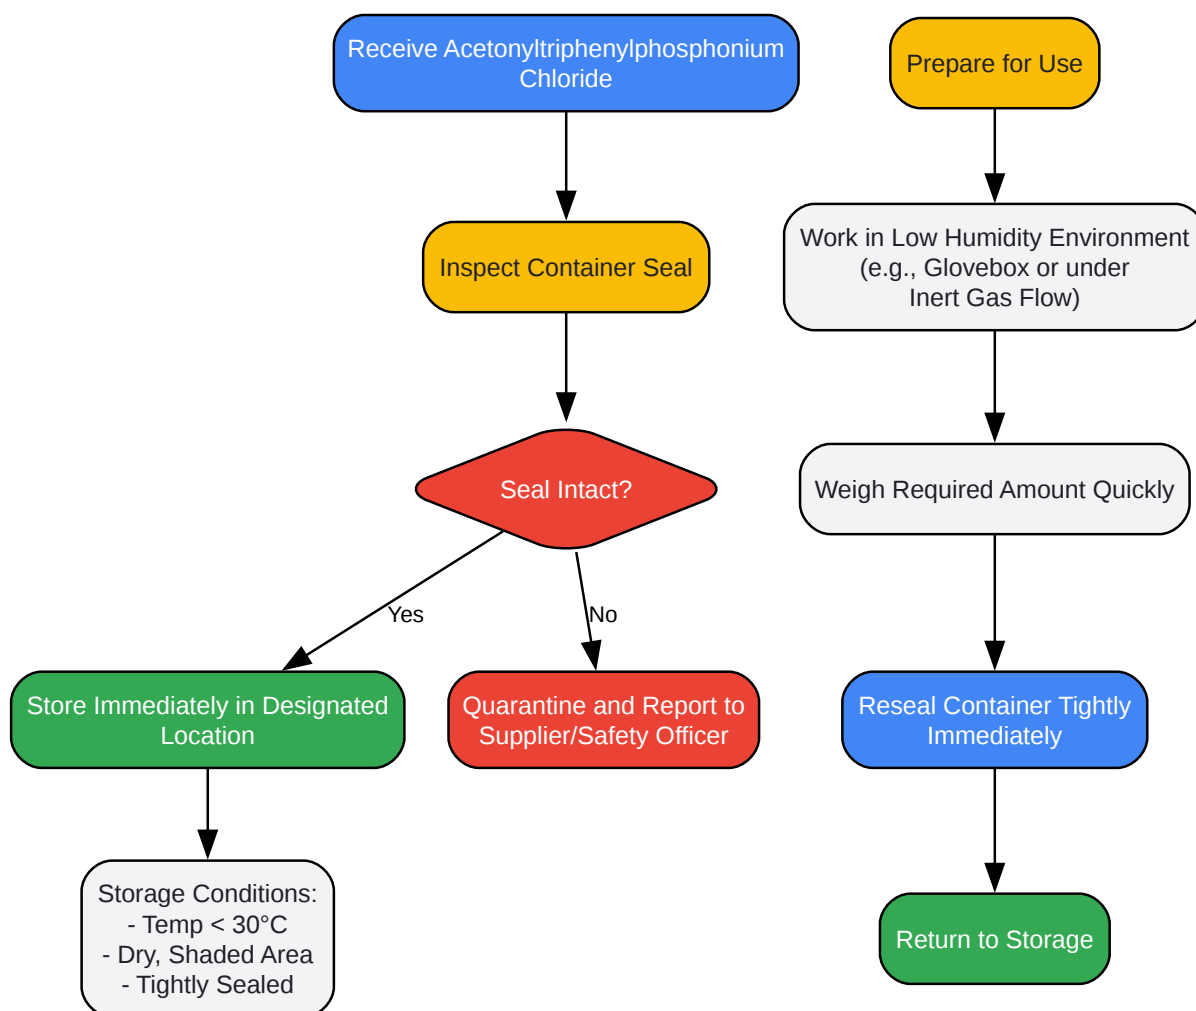 Receive Acetonyltriphenylphosphonium
Chloride
Inspect Container Seal
Seal Intact?
Yes
No
Store Immediately in Designated
Location
Quarantine and Report to
Supplier/Safety Officer
Storage Conditions:
- Temp < 30°C
- Dry, Shaded Area
- Tightly Sealed
Prepare for Use
Work in Low Humidity Environment
(e.g., Glovebox or under
Inert Gas Flow)
Weigh Required Amount Quickly
Reseal Container Tightly
Immediately
Return to Storage